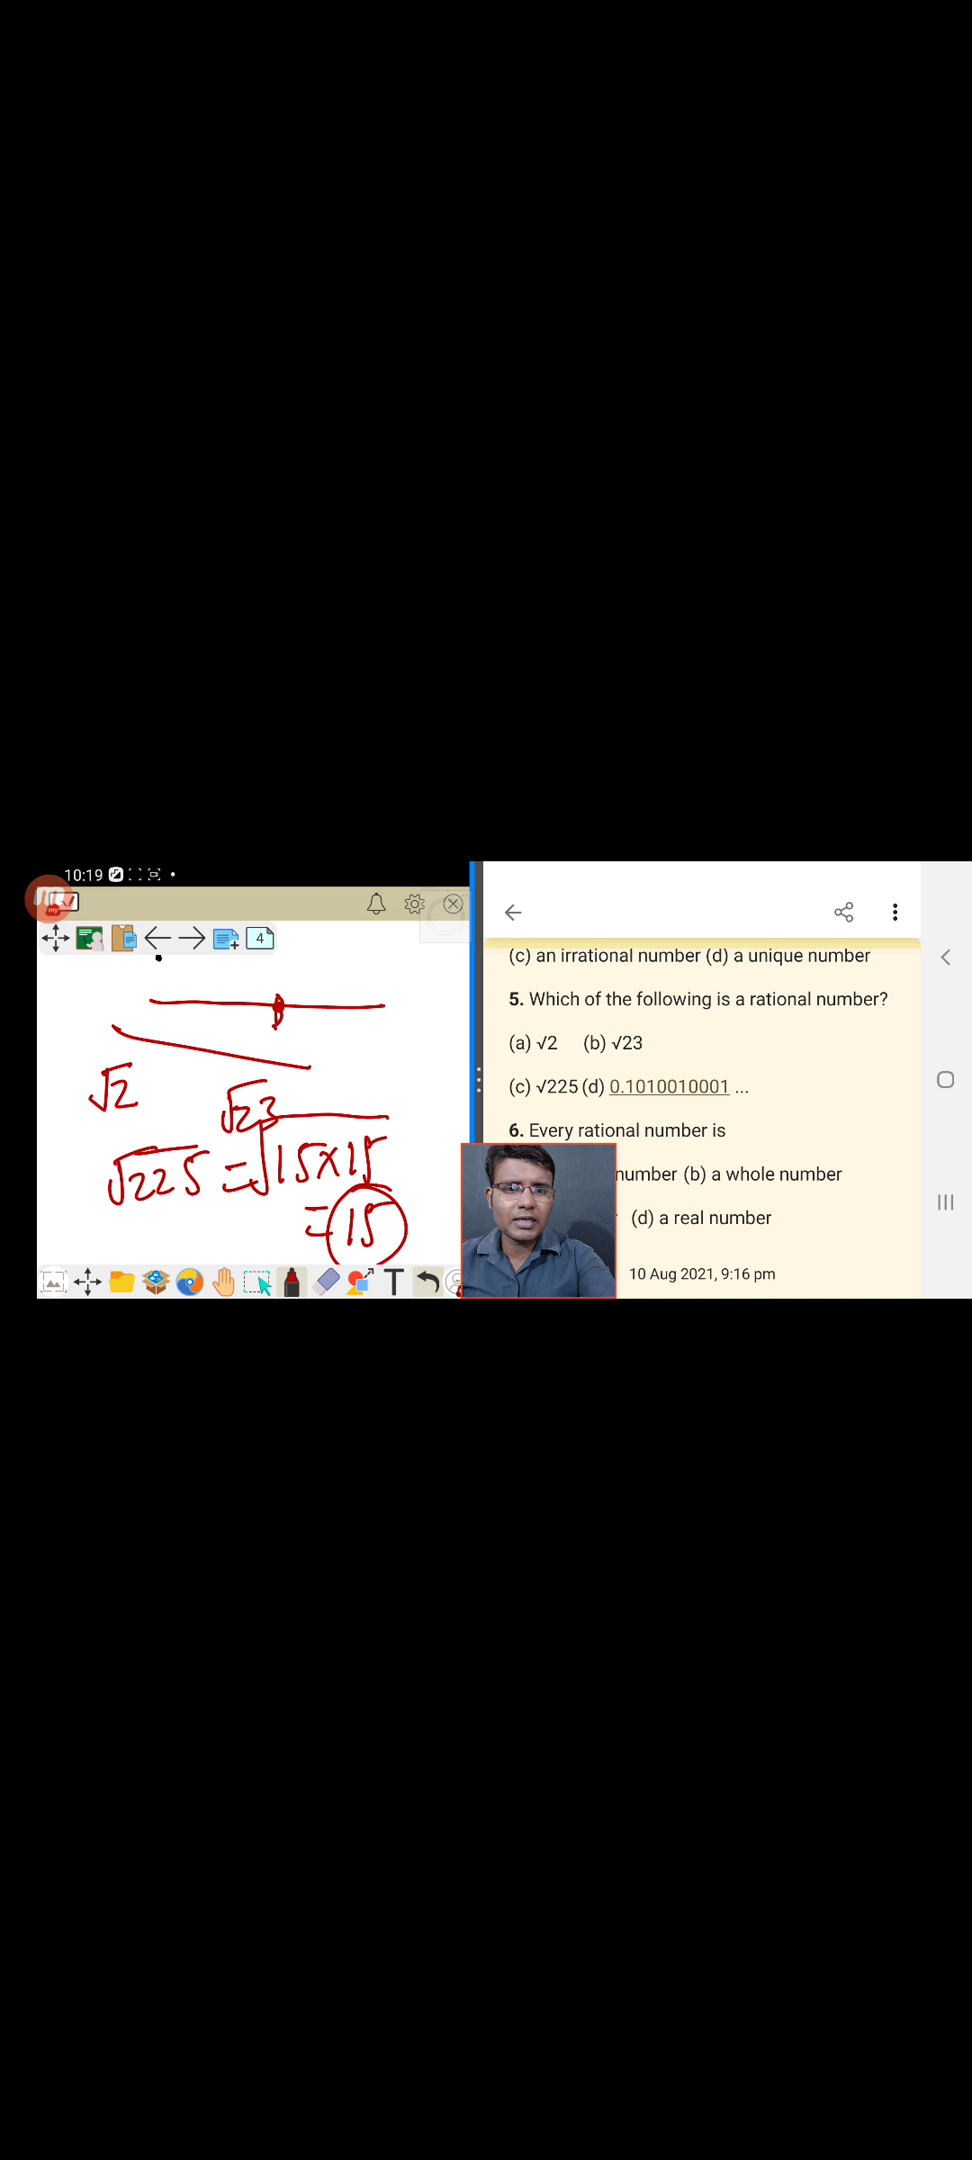 10:19
my
4
√2
√23
√225 = √15×15
= 15
T
(c) an irrational number (d) a unique number
5. Which of the following is a rational number?
(a) √2 (b) √23
(c) √225 (d) 0.1010010001 ...
6. Every rational number is
number (b) a whole number
(d) a real number
10 Aug 2021, 9:16 pm